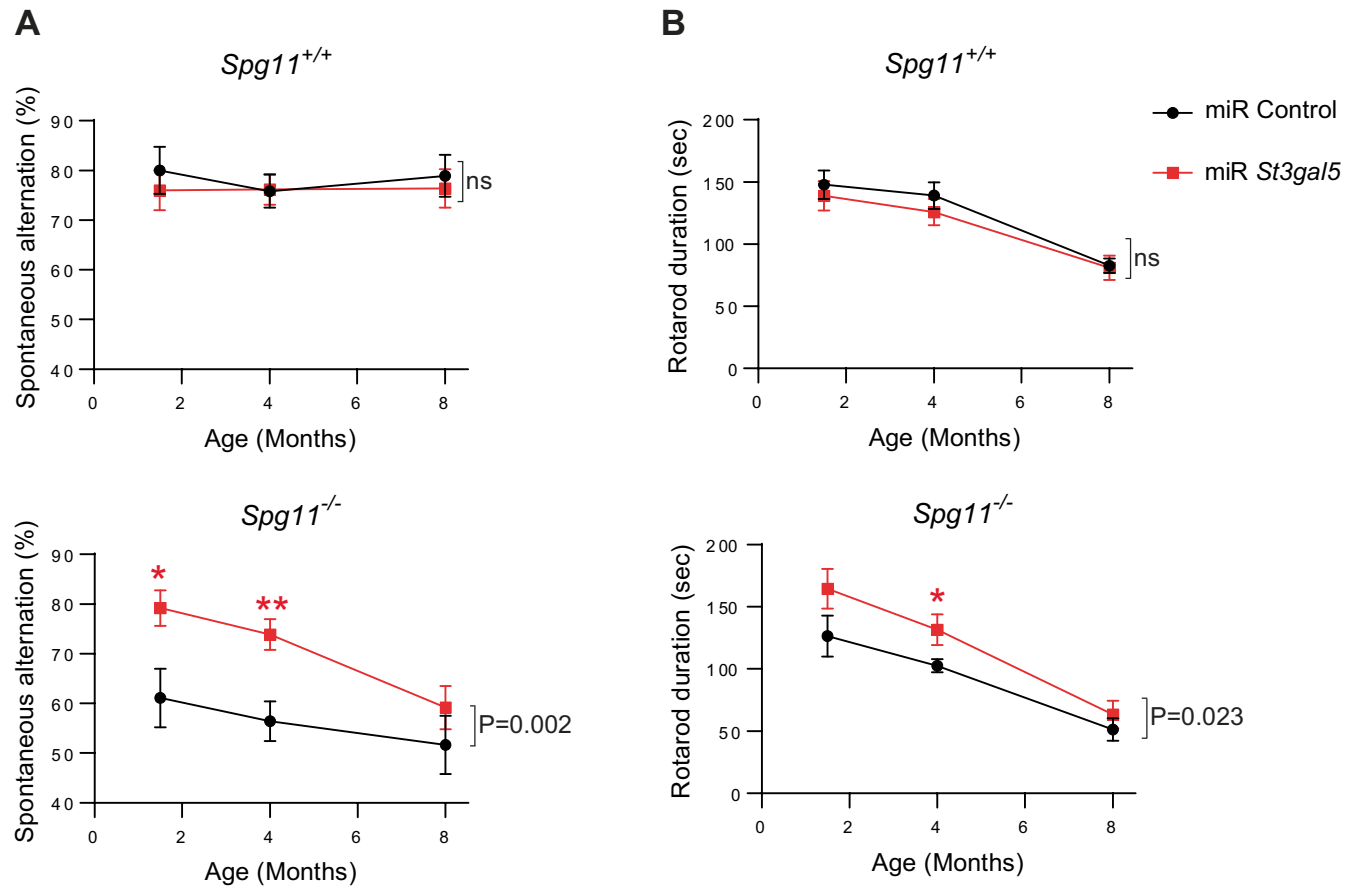 A
Spg11+/+
Spontaneous alternation (%)
90
80
70
60
50
40
0 2 4 6 8
Age (Months)
ns
B
Spg11+/+
Rotarod duration (sec)
200
150
100
50
0
0 2 4 6 8
Age (Months)
ns
miR Control
miR St3gal5
Spg11-/-
Spontaneous alternation (%)
90
80
70
60
50
40
0 2 4 6 8
Age (Months)
*
**
P=0.002
Spg11-/-
Rotarod duration (sec)
200
150
100
50
0
0 2 4 6 8
Age (Months)
*
P=0.023